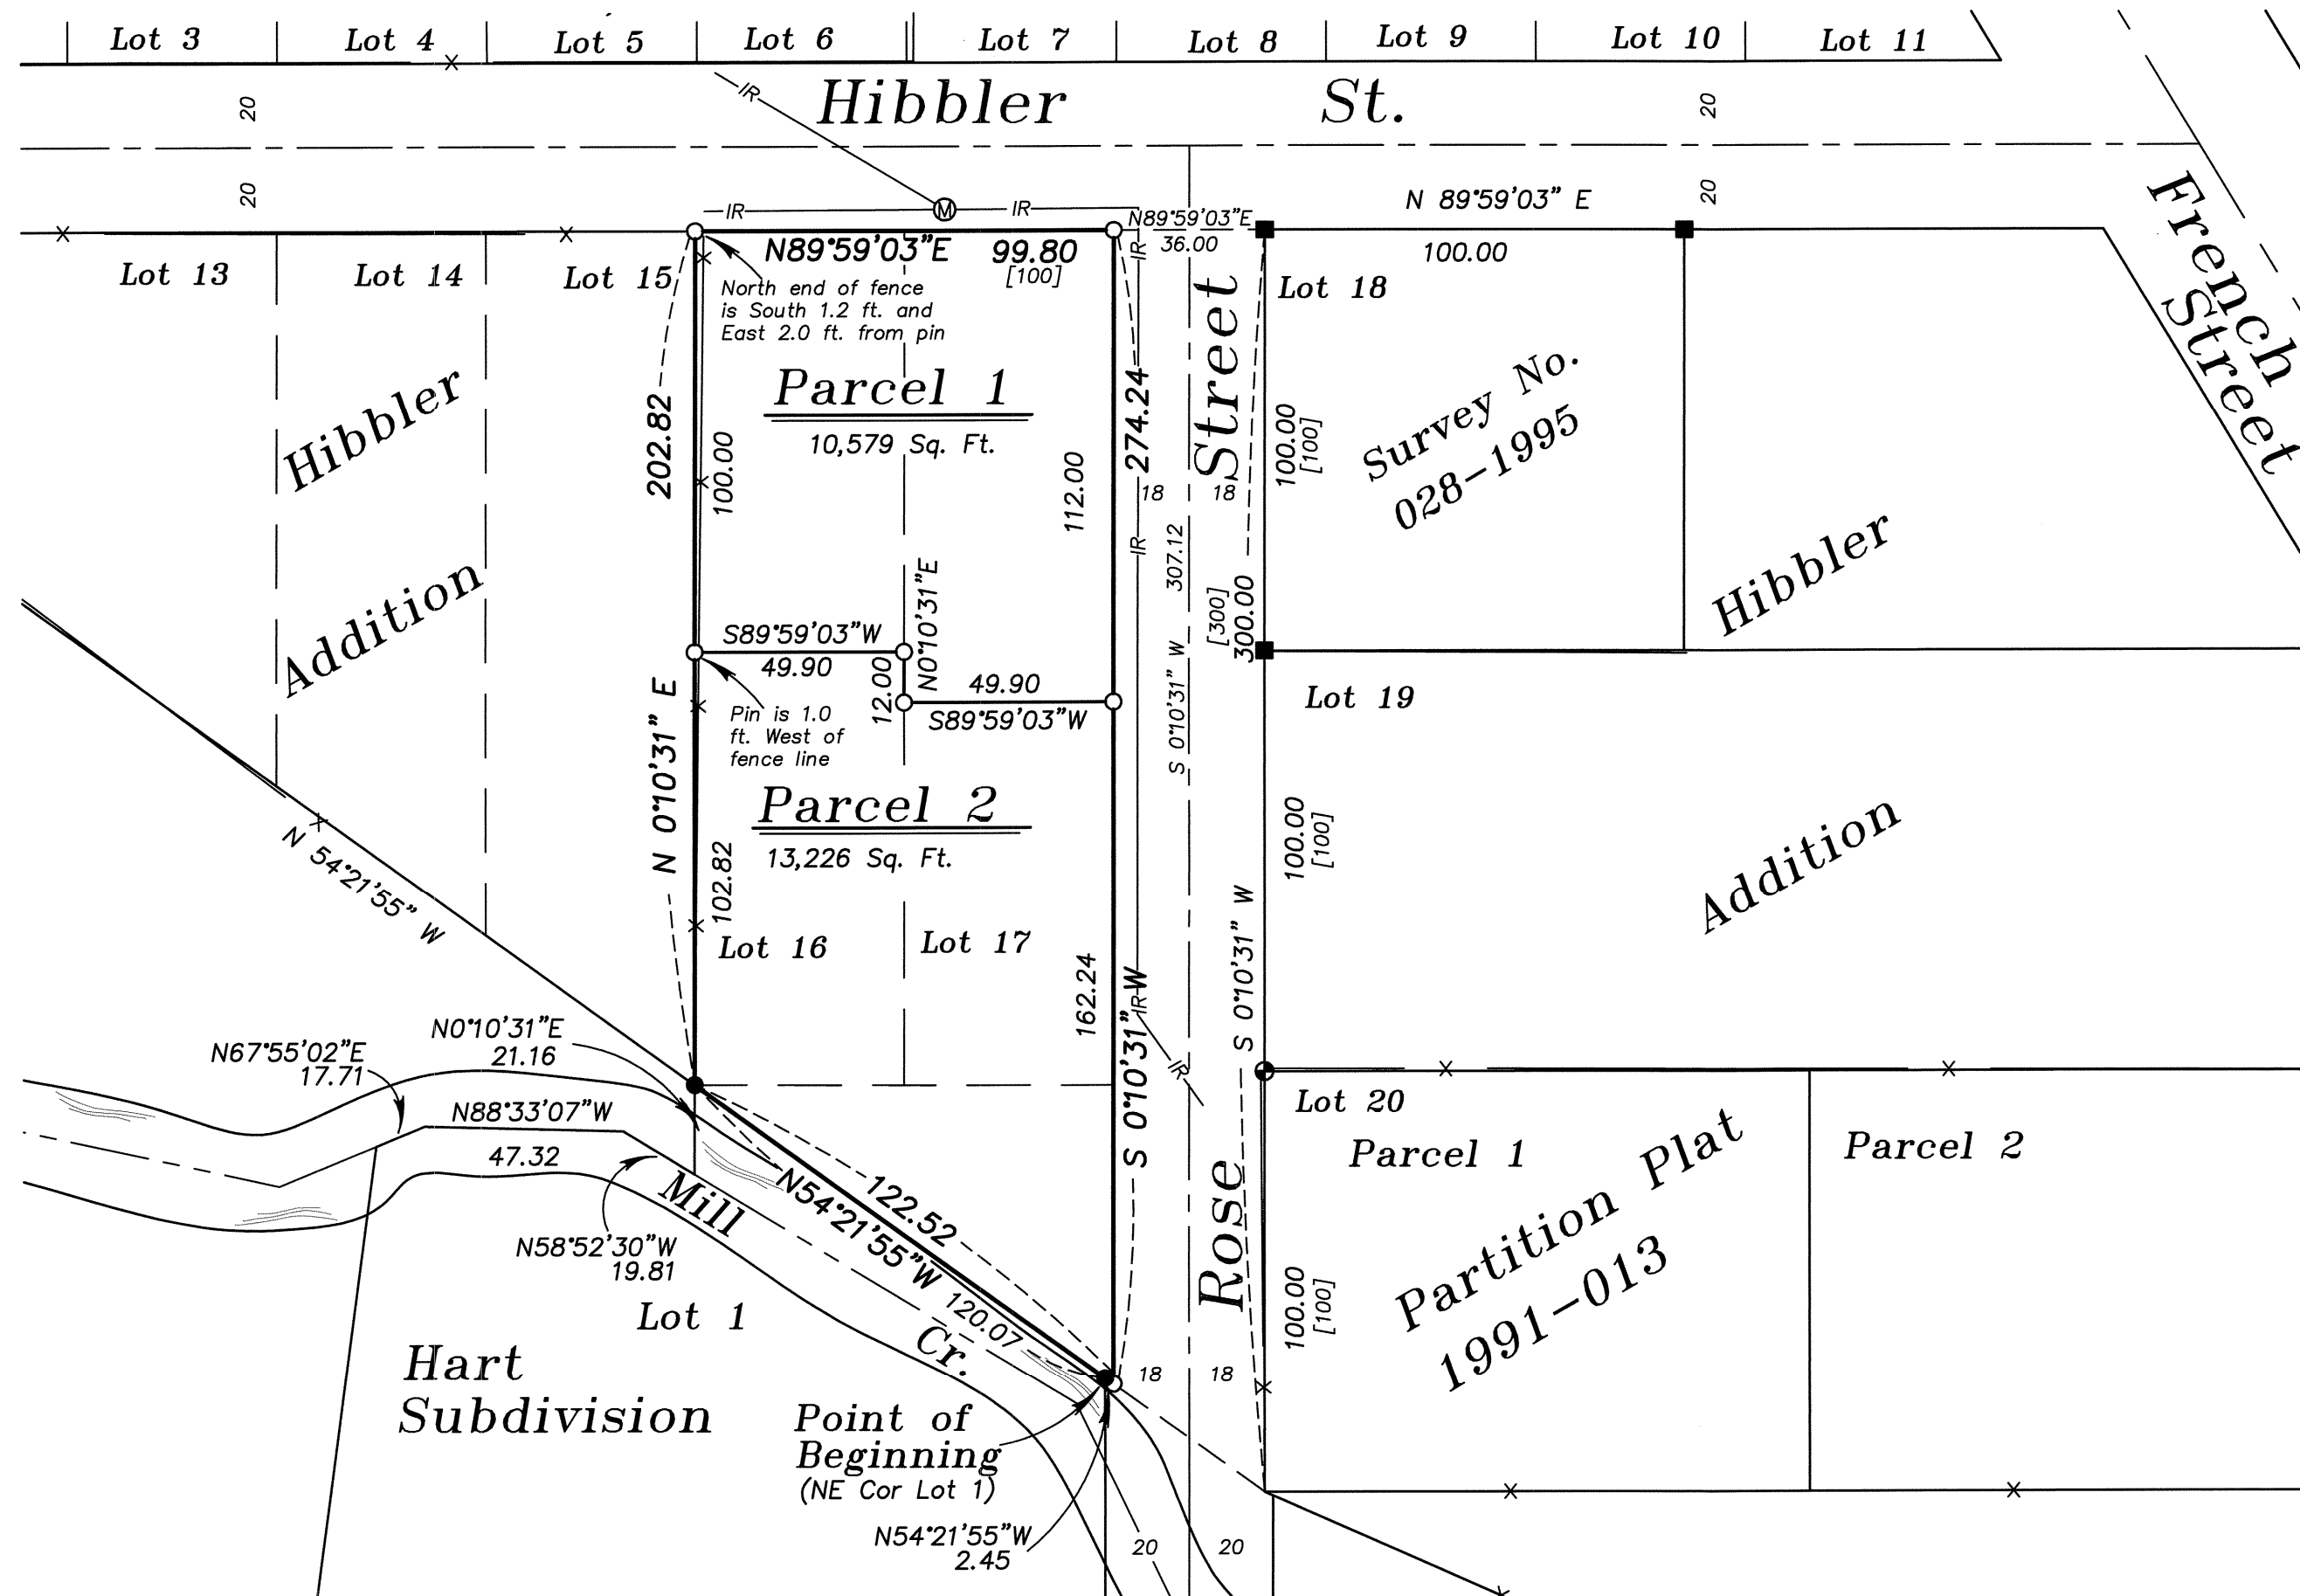 Lot 3
Lot 4
Lot 5
Lot 6
Lot 7
Lot 8
Lot 9
Lot 10
Lot 11
IR
20
Hibbler St.
20
20
20
French
Street
IR
M
IR
N89°59'03"E
36.00
N 89°59'03" E
100.00
N89°59'03"E 99.80
[100]
IR
Lot 13
Lot 14
Lot 15
Lot 18
North end of fence
is South 1.2 ft. and
East 2.0 ft. from pin
Parcel 1
10,579 Sq. Ft.
202.82
100.00
112.00
274.24
18
18
Street
100.00
[100]
Survey No.
028-1995
Hibbler
Addition
IR
307.12
S 0°10'31" W
[300]
300.00
Hibbler
Addition
S89°59'03"W
49.90
N0°10'31"E
12.00
49.90
S89°59'03"W
Lot 19
N 0°10'31" E
Pin is 1.0
ft. West of
fence line
Parcel 2
13,226 Sq. Ft.
102.82
100.00
[100]
N 54°21'55" W
Lot 16
Lot 17
162.24
S 0°10'31" W
IR
IR
S 0°10'31" W
N0°10'31"E
21.16
N67°55'02"E
17.71
N88°33'07"W
47.32
Lot 20
Parcel 1
Parcel 2
Partition Plat
1991-013
122.52
N54°21'55"W
120.07
Mill
Cr.
N58°52'30"W
19.81
Rose
100.00
[100]
Lot 1
Hart
Subdivision
18
18
Point of
Beginning
(NE Cor Lot 1)
N54°21'55"W
2.45
20
20